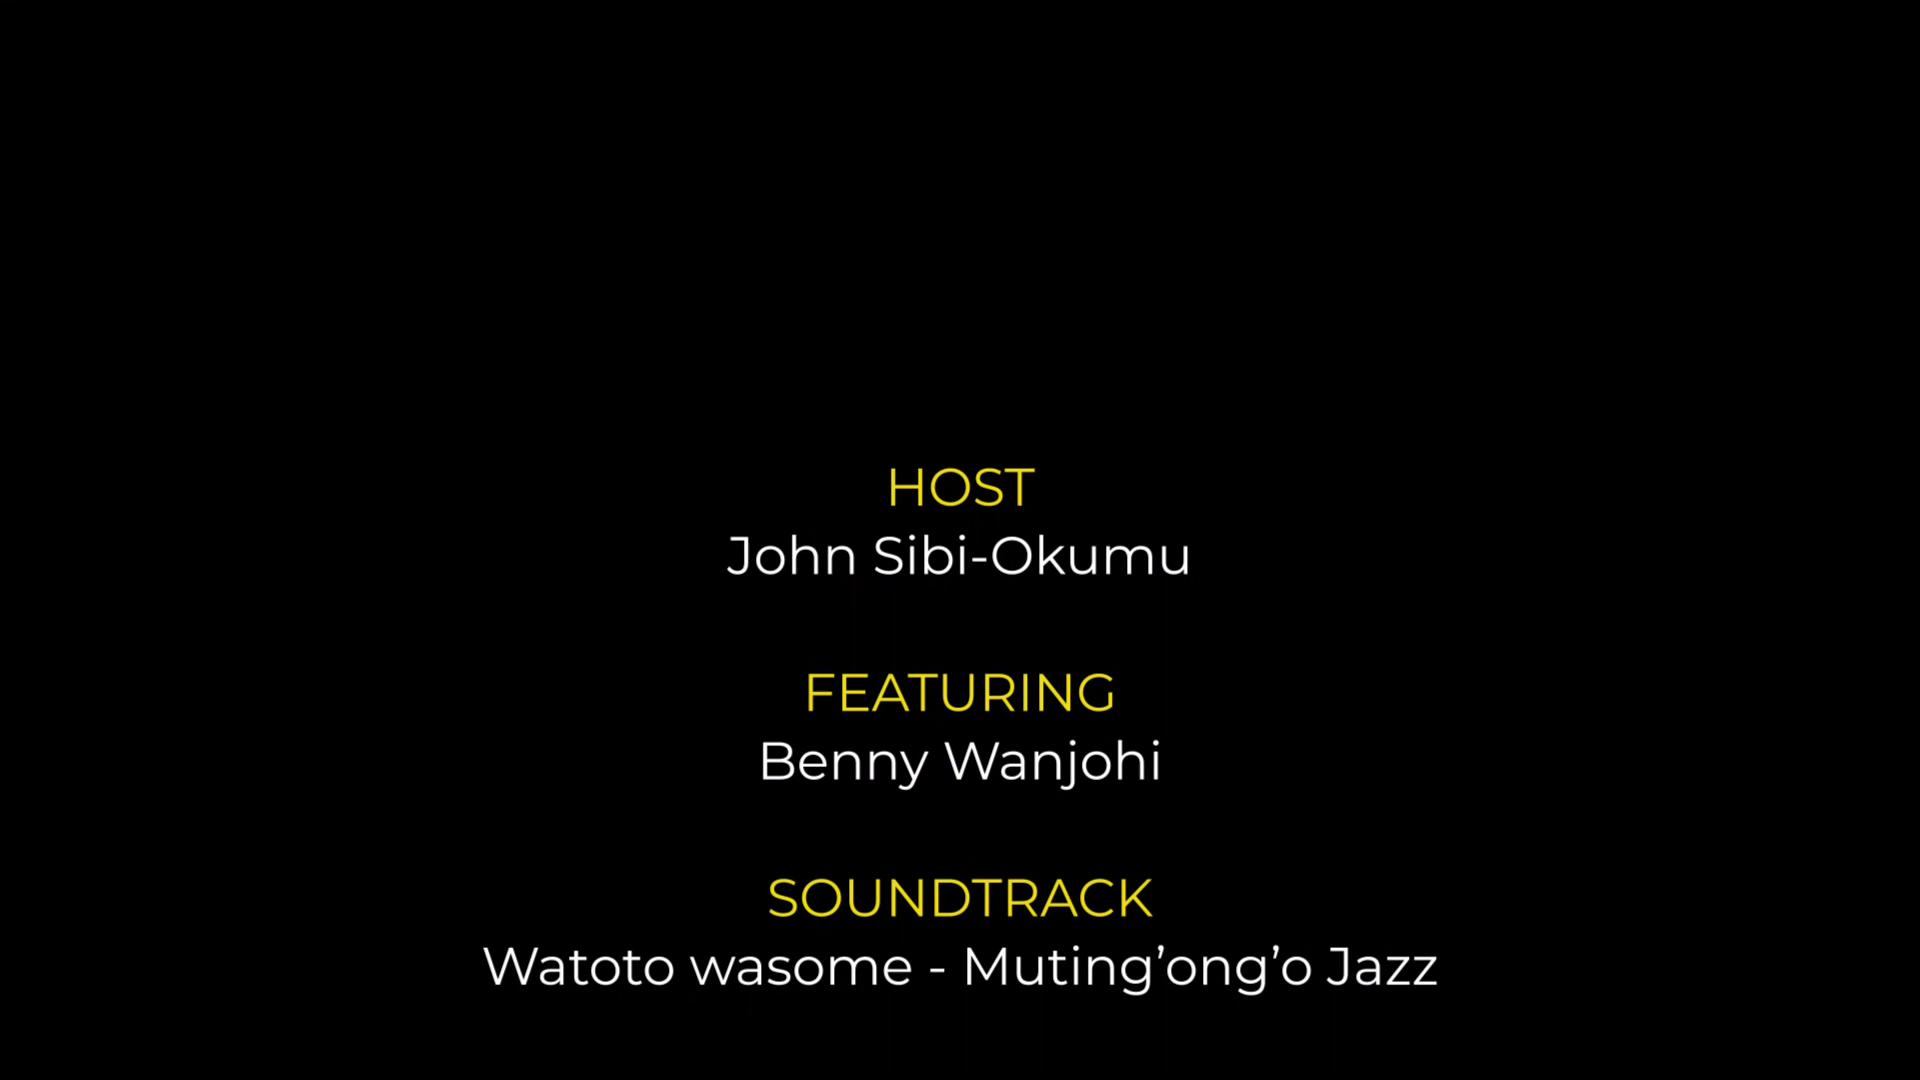 HOST
John Sibi-Okumu
FEATURING
Benny Wanjohi
SOUNDTRACK
Watoto wasome - Muting’ong’o Jazz